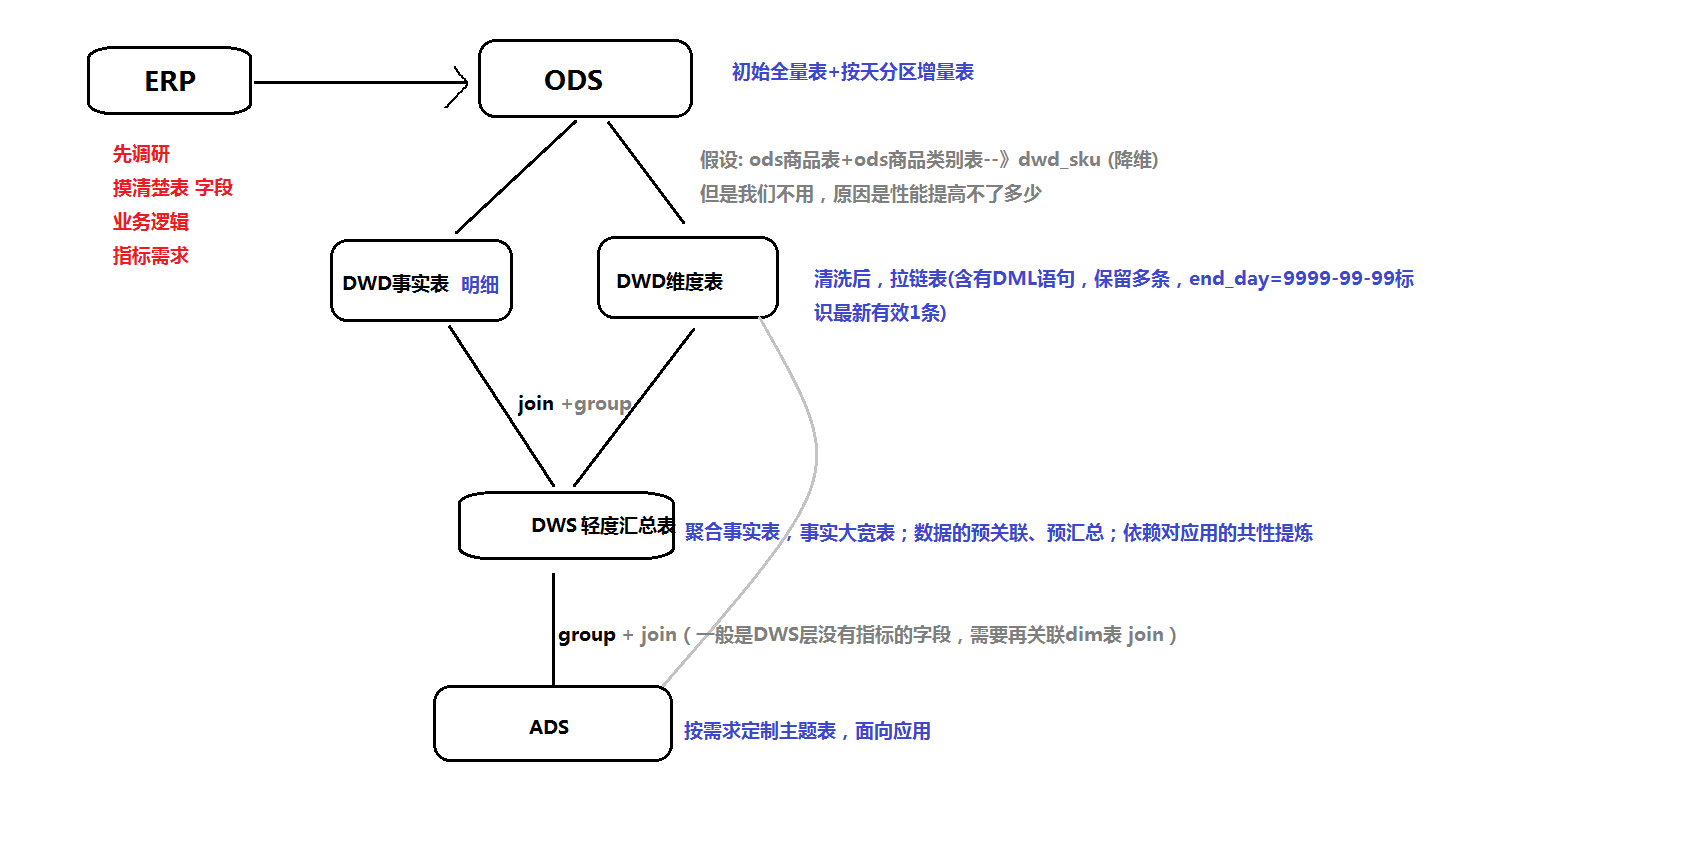 ERP
ODS
初始全量表+按天分区增量表
先调研
摸清楚表 字段
业务逻辑
指标需求
假设: ods商品表+ods商品类别表--》dwd_sku (降维)
但是我们不用，原因是性能提高不了多少
DWD事实表 明细
DWD维度表
清洗后，拉链表(含有DML语句，保留多条，end_day=9999-99-99标
识最新有效1条)
join +group
DWS 轻度汇总表
聚合事实表，事实大宽表；数据的预关联、预汇总；依赖对应用的共性提炼
group + join（一般是DWS层没有指标的字段，需要再关联dim表 join）
ADS
按需求定制主题表，面向应用